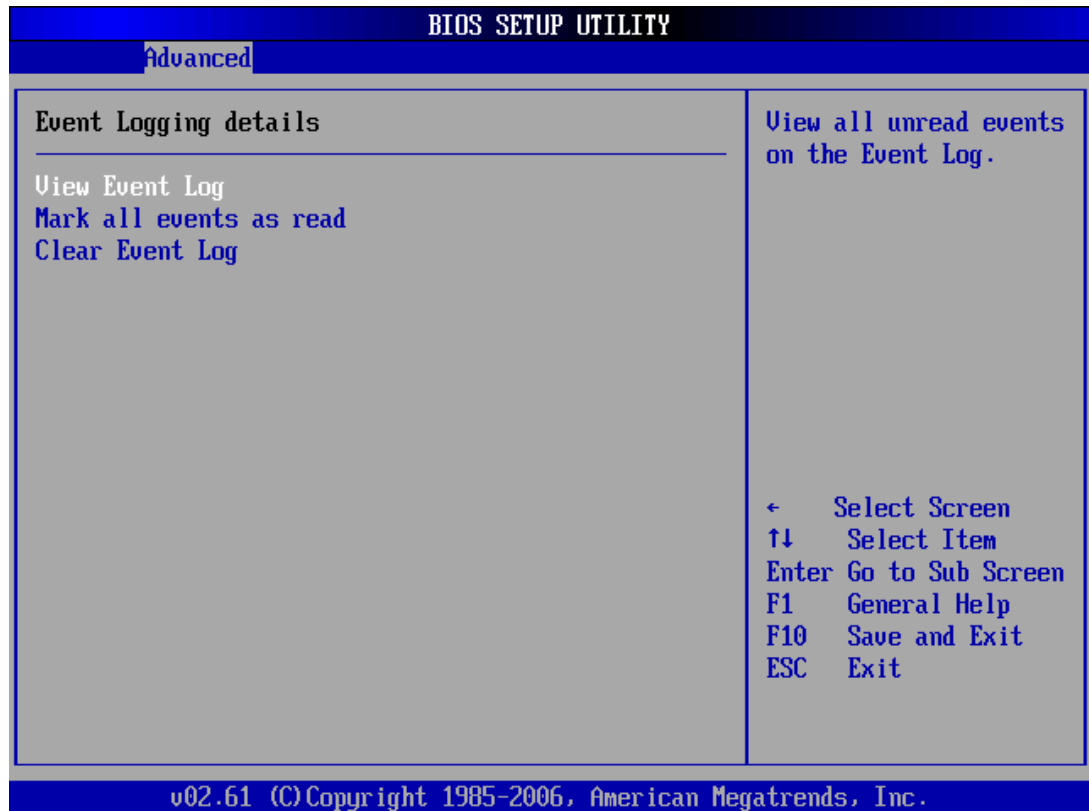 BIOS SETUP UTILITY
Advanced
Event Logging details
View Event Log
Mark all events as read
Clear Event Log
View all unread events
on the Event Log.
← Select Screen
↑↓ Select Item
Enter Go to Sub Screen
F1 General Help
F10 Save and Exit
ESC Exit
v02.61 (C)Copyright 1985-2006, American Megatrends, Inc.